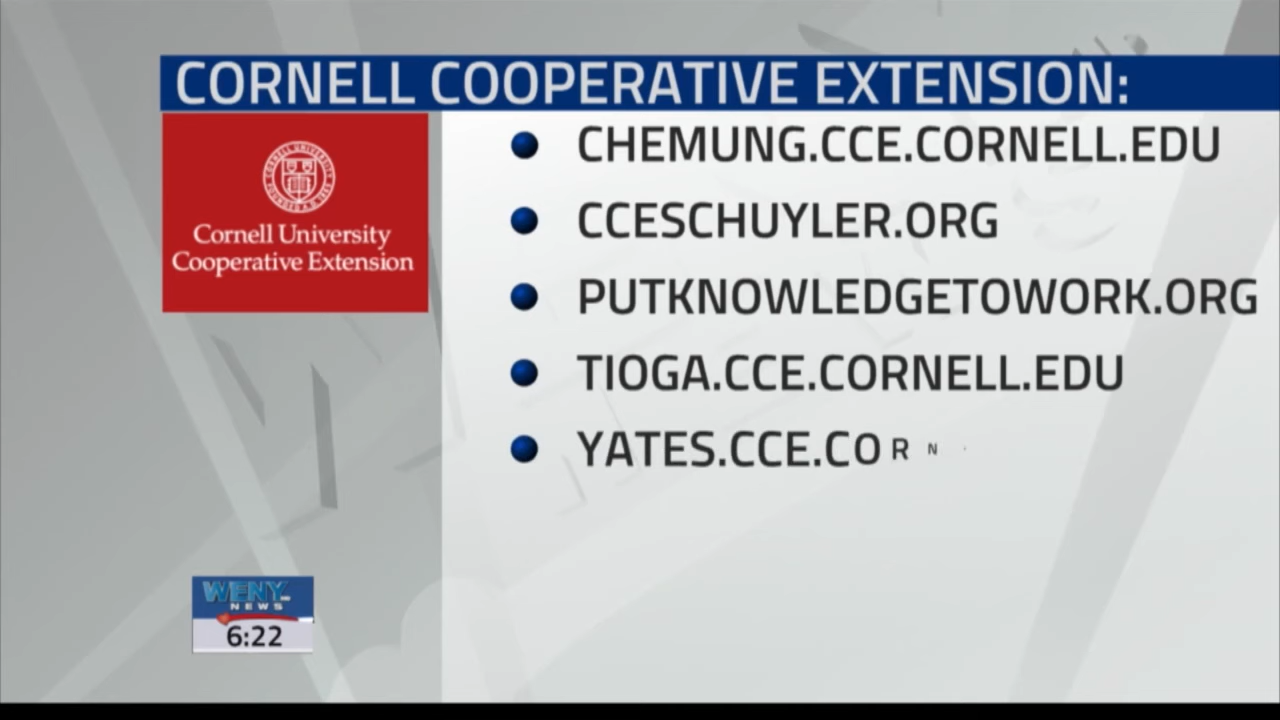 CORNELL COOPERATIVE EXTENSION:
Cornell University
Cooperative Extension
CHEMUNG.CCE.CORNELL.EDU
CCESCHUYLER.ORG
PUTKNOWLEDGETOWORK.ORG
TIOGA.CCE.CORNELL.EDU
YATES.CCE.CORN
WENY
NEWS
6:22